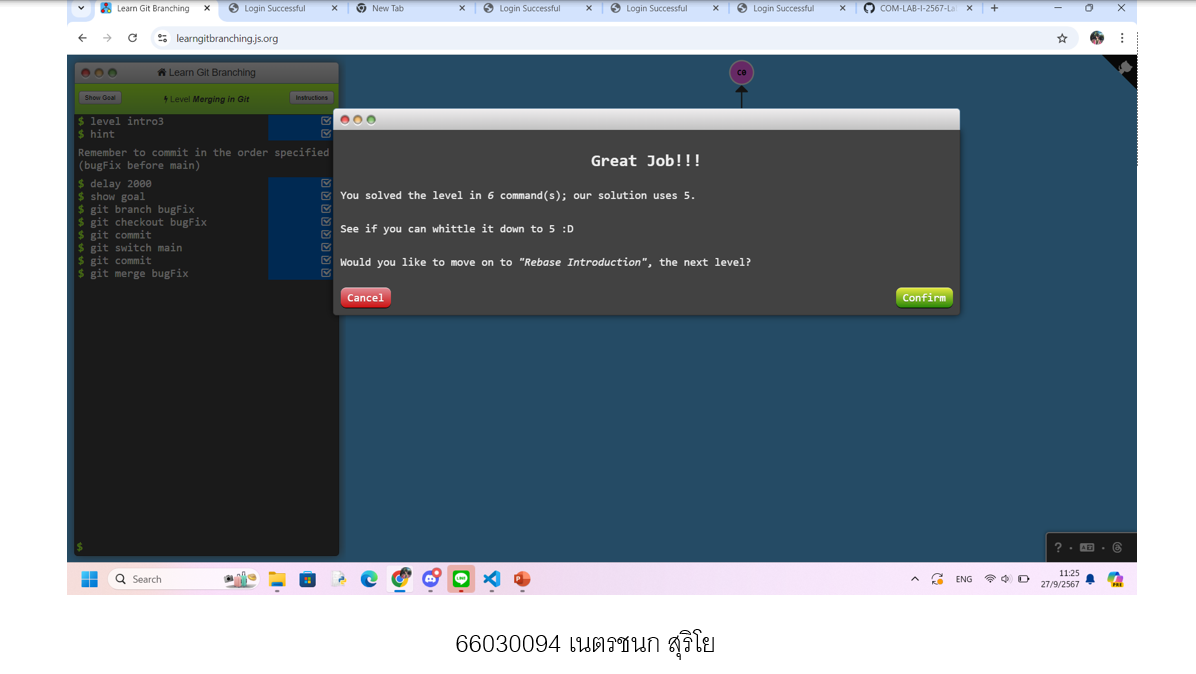 Learn Git Branching
Login Successful
New Tab
Login Successful
Login Successful
Login Successful
COM-LAB-I-2567-La
learngitbranching.js.org
Learn Git Branching
Show Goal
Level Merging in Git
Instructions
$ level intro3
$ hint
Remember to commit in the order specified
(bugFix before main)
$ delay 2000
$ show goal
$ git branch bugFix
$ git checkout bugFix
$ git commit
$ git switch main
$ git commit
$ git merge bugFix
$
Great Job!!!
You solved the level in 6 command(s); our solution uses 5.
See if you can whittle it down to 5 :D
Would you like to move on to "Rebase Introduction", the next level?
Cancel
Confirm
?
Search
ENG
11:25
27/9/2567
PRE
66030094 เนตรชนก สุริโย